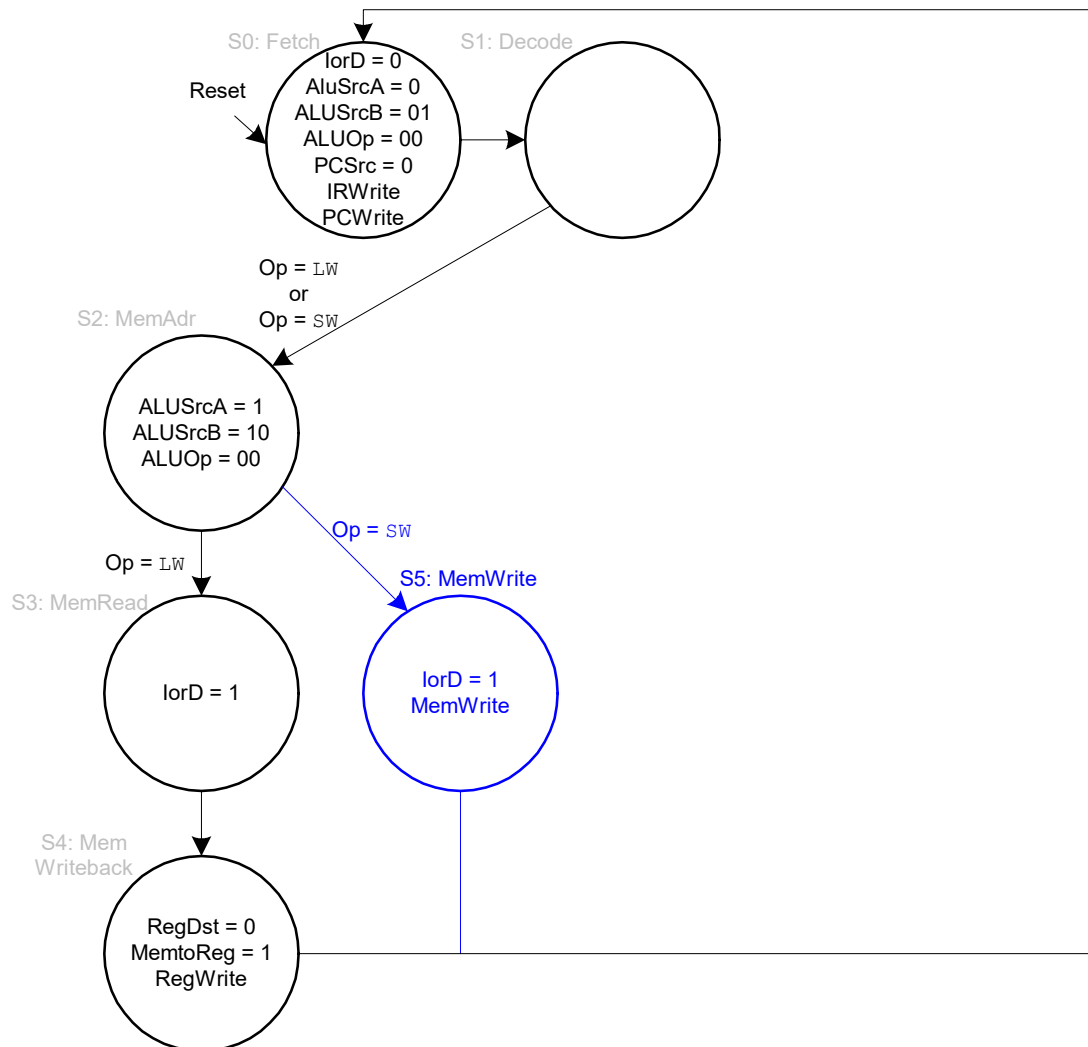 S0: Fetch
S1: Decode
Reset
IorD = 0
AluSrcA = 0
ALUSrcB = 01
ALUOp = 00
PCSrc = 0
IRWrite
PCWrite
Op = LW
or
Op = SW
S2: MemAdr
ALUSrcA = 1
ALUSrcB = 10
ALUOp = 00
Op = SW
Op = LW
S5: MemWrite
S3: MemRead
IorD = 1
IorD = 1
MemWrite
S4: Mem
Writeback
RegDst = 0
MemtoReg = 1
RegWrite